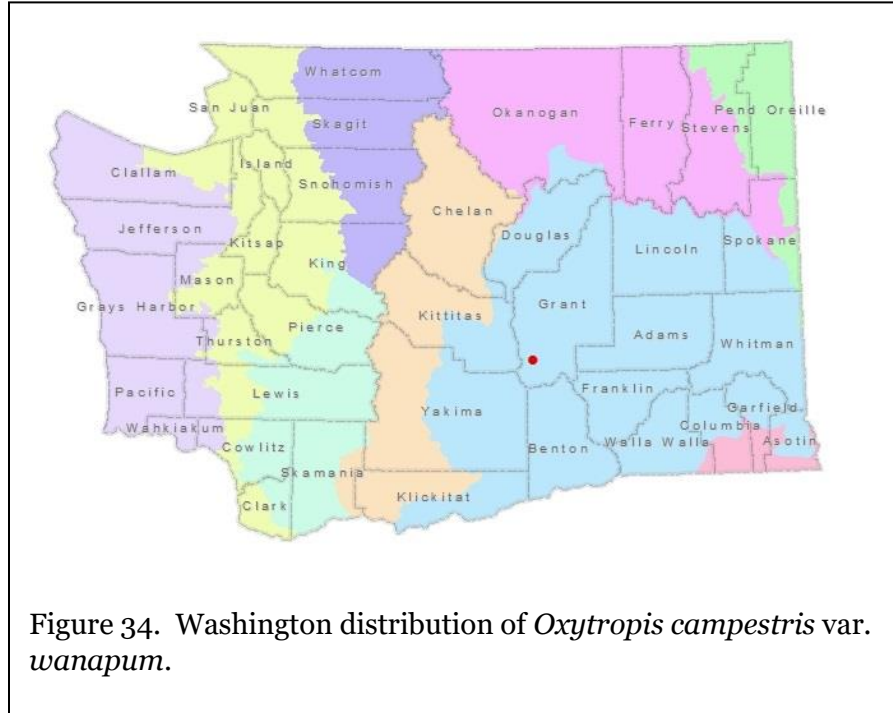 Whatcom
San Juan
Skagit
Okanogan
Ferry
Stevens
Pend Oreille
Island
Clallam
Snohomish
Chelan
Jefferson
Kitsap
Douglas
Lincoln
Spokane
King
Mason
Grays Harbor
Grant
Kittitas
Pierce
Adams
Thurston
Whitman
Pacific
Lewis
Yakima
Franklin
Garfield
Columbia
Wahkiakum
Benton
Walla Walla
Asotin
Cowlitz
Skamania
Klickitat
Clark
Figure 34. Washington distribution of Oxytropis campestris var.
wanapum.